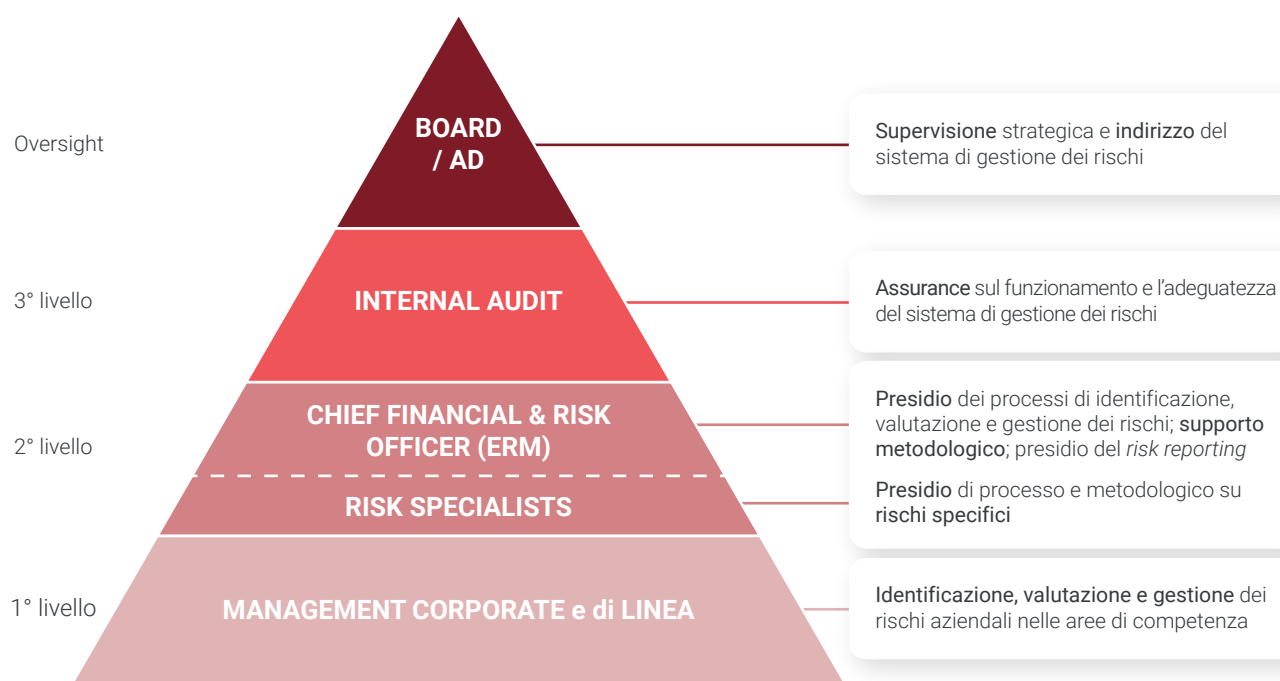 Oversight
BOARD
/ AD
Supervisione strategica e indirizzo del
sistema di gestione dei rischi
3° livello
INTERNAL AUDIT
Assurance sul funzionamento e l'adeguatezza
del sistema di gestione dei rischi
2° livello
CHIEF FINANCIAL & RISK
OFFICER (ERM)
Presidio dei processi di identificazione,
valutazione e gestione dei rischi; supporto
metodologico; presidio del risk reporting
RISK SPECIALISTS
Presidio di processo e metodologico su
rischi specifici
1° livello
MANAGEMENT CORPORATE e di LINEA
Identificazione, valutazione e gestione dei
rischi aziendali nelle aree di competenza